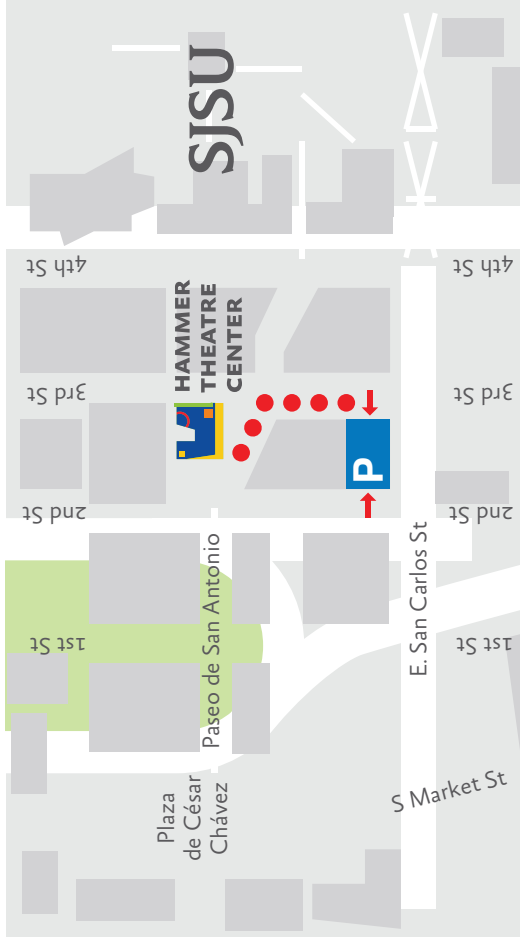 SJSU
4th St
4th St
HAMMER
THEATRE
CENTER
3rd St
3rd St
P
2nd St
2nd St
Paseo de San Antonio
E. San Carlos St
1st St
1st St
Plaza
de César
Chávez
S Market St